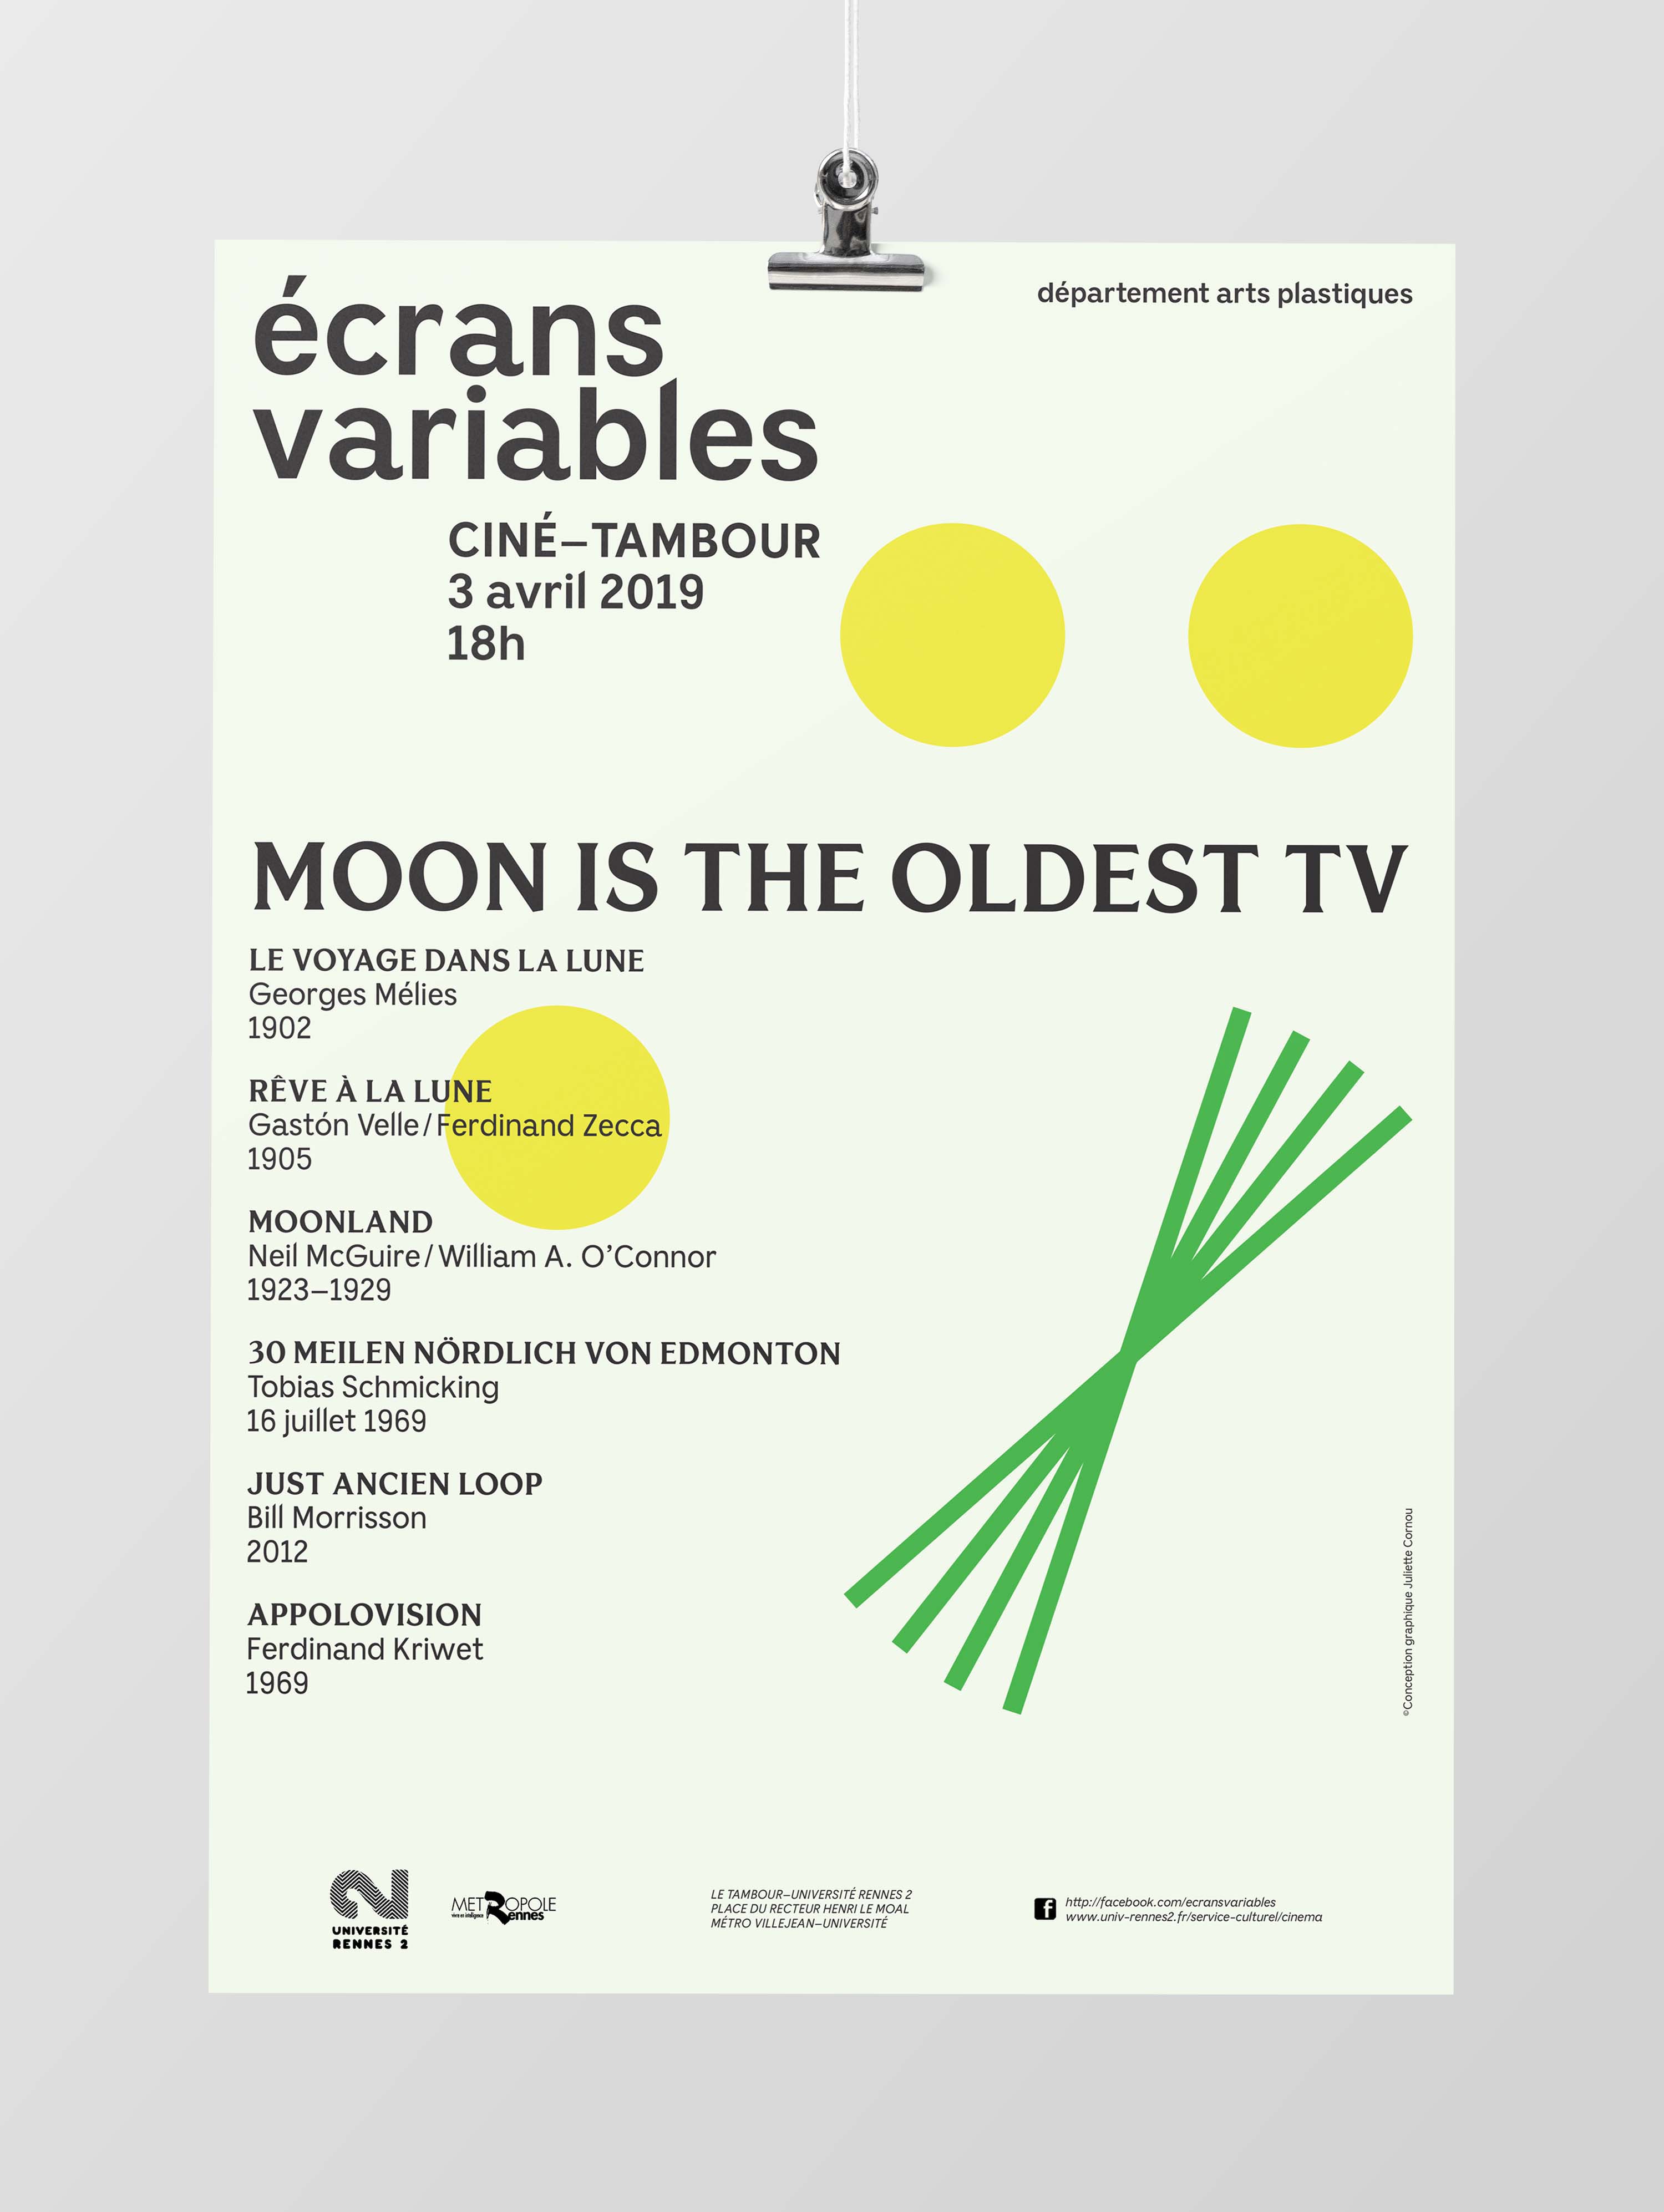 écrans
variables
département arts plastiques
CINÉ–TAMBOUR
3 avril 2019
18h
MOON IS THE OLDEST TV
LE VOYAGE DANS LA LUNE
Georges Mélies
1902
RÊVE À LA LUNE
Gastón Velle/Ferdinand Zecca
1905
MOONLAND
Neil McGuire/William A. O’Connor
1923–1929
30 MEILEN NÖRDLICH VON EDMONTON
Tobias Schmicking
16 juillet 1969
JUST ANCIEN LOOP
Bill Morrisson
2012
APPOLOVISION
Ferdinand Kriwet
1969
©Conception graphique Juliette Cornou
UNIVERSITÉ
RENNES 2
METROPOLE
vivre en intelligence
Rennes
LE TAMBOUR–UNIVERSITÉ RENNES 2
PLACE DU RECTEUR HENRI LE MOAL
MÉTRO VILLEJEAN–UNIVERSITÉ
http://facebook.com/ecransvariables
www.univ-rennes2.fr/service-culturel/cinema